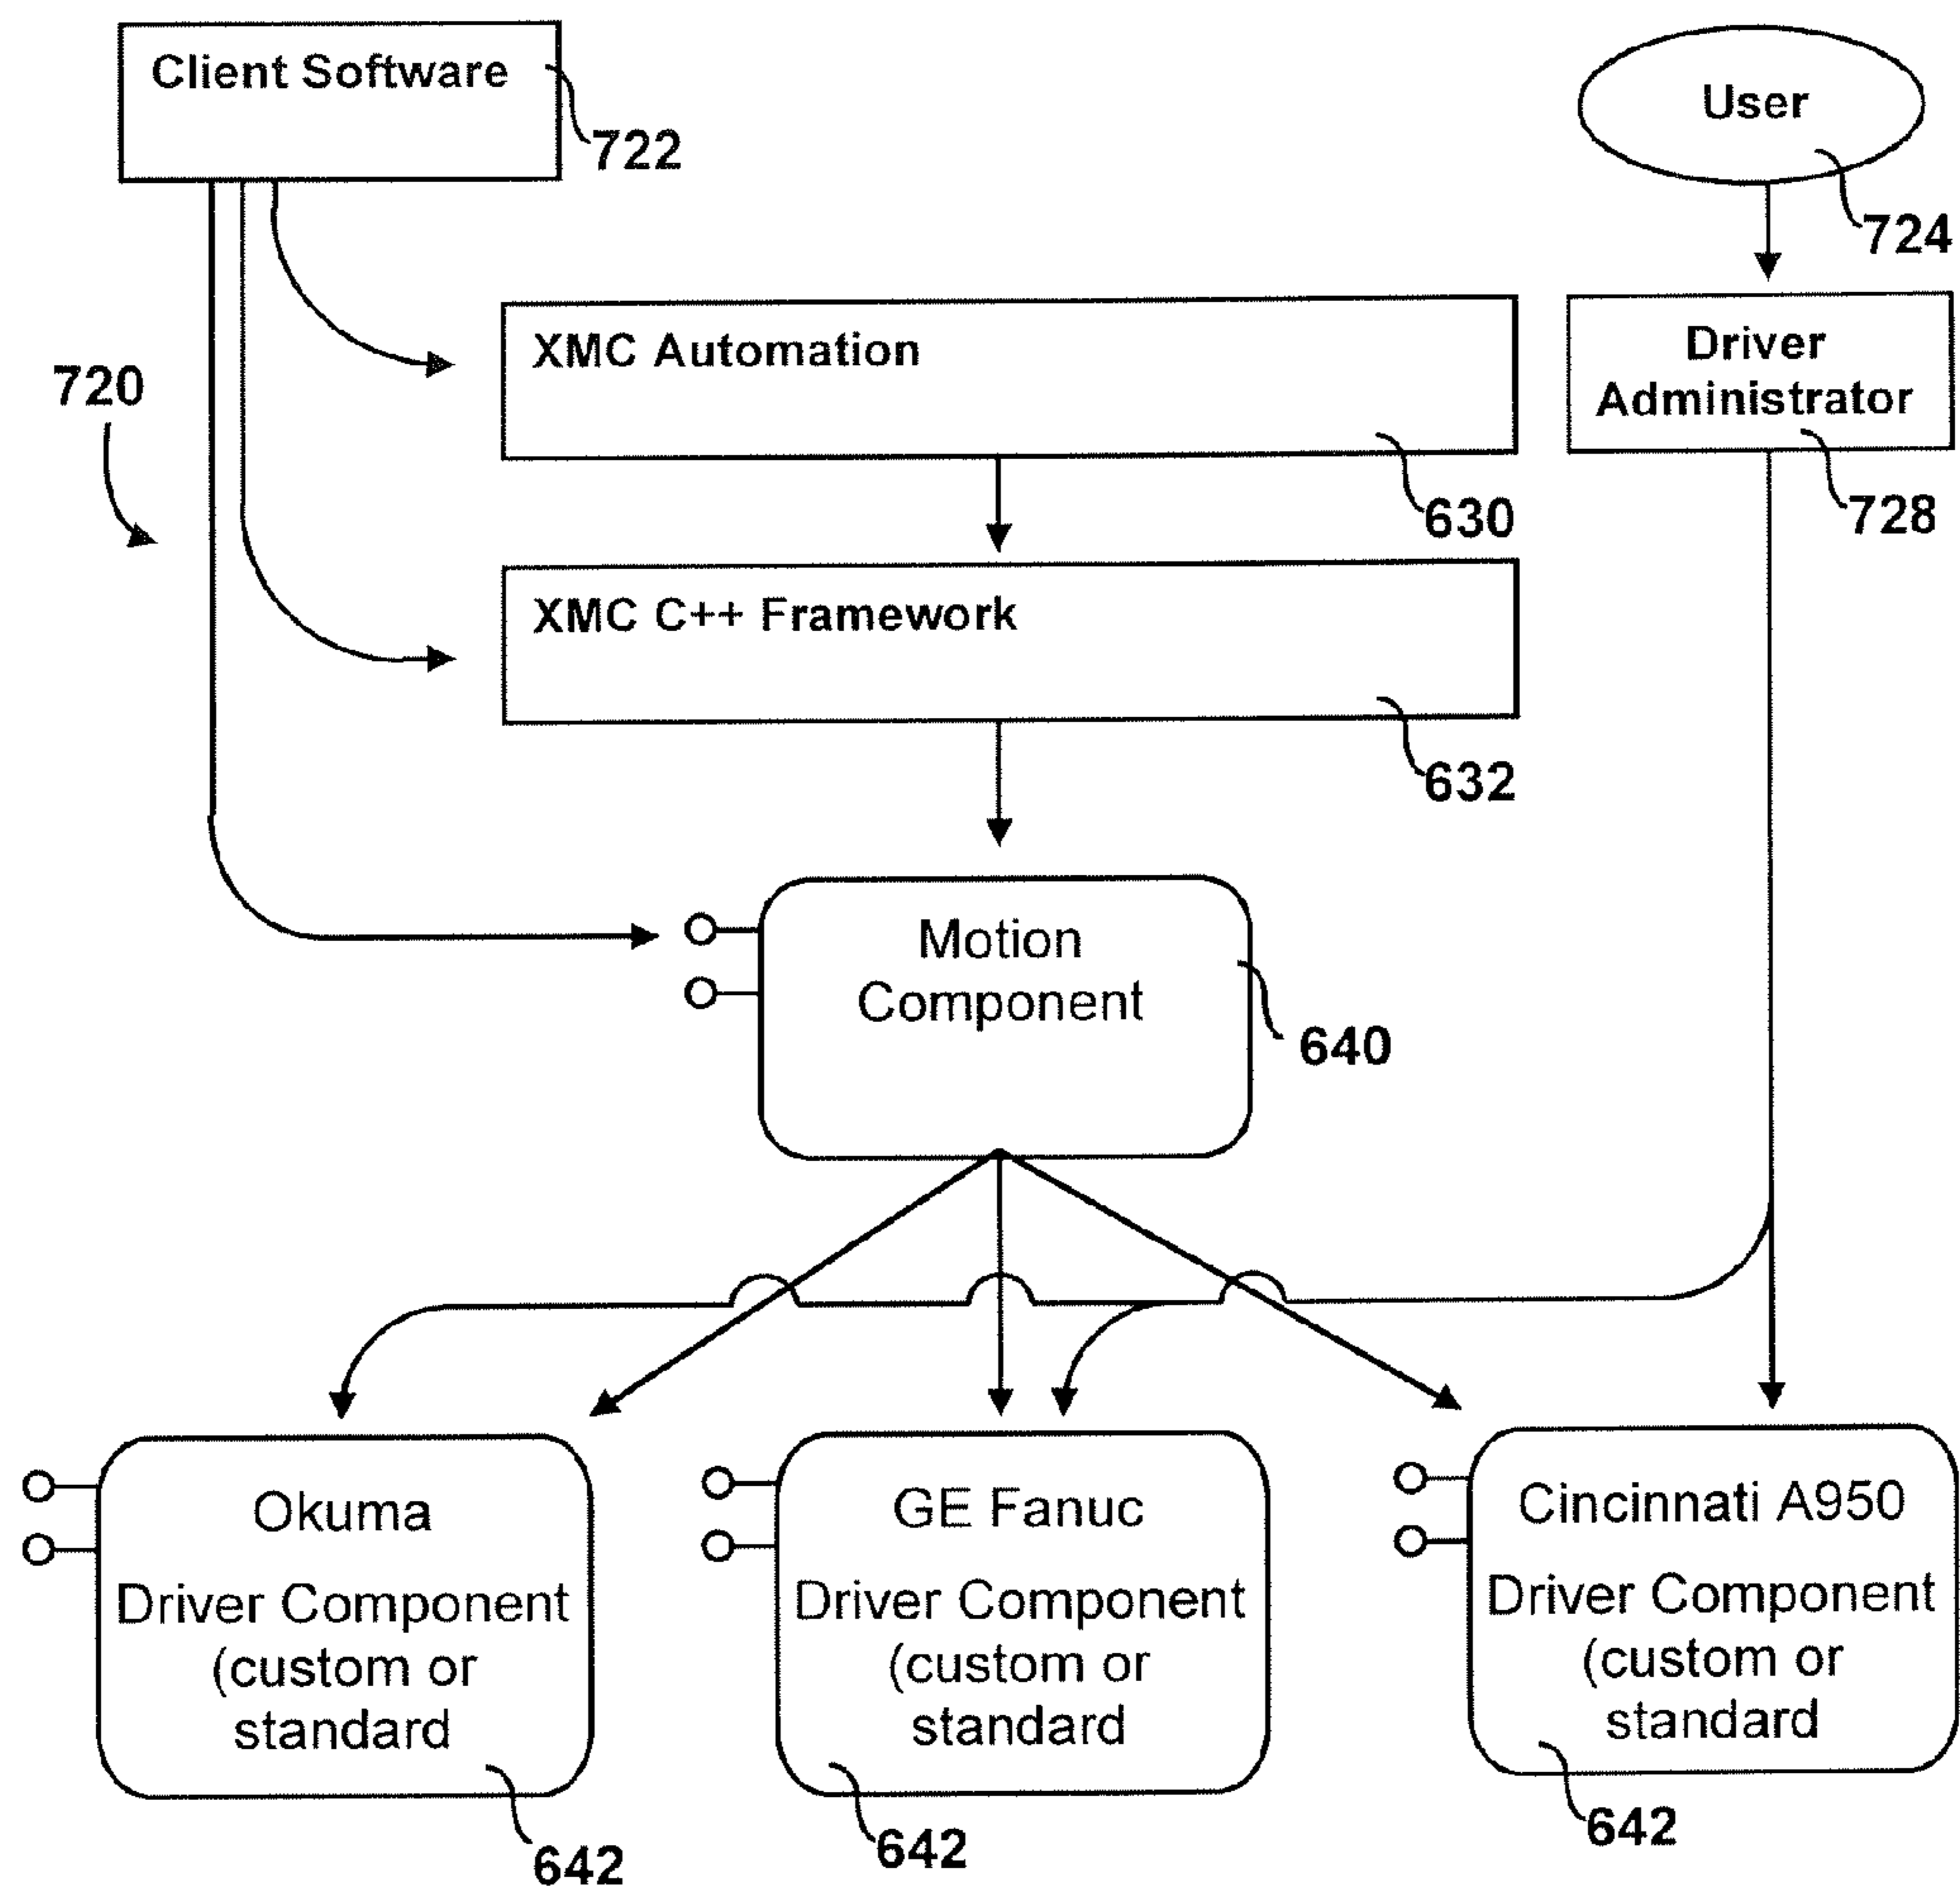 Client Software
722
User
724
720
XMC Automation
630
Driver
Administrator
728
XMC C++ Framework
632
Motion
Component
640
Okuma
Driver Component
(custom or
standard
642
GE Fanuc
Driver Component
(custom or
standard
642
Cincinnati A950
Driver Component
(custom or
standard
642